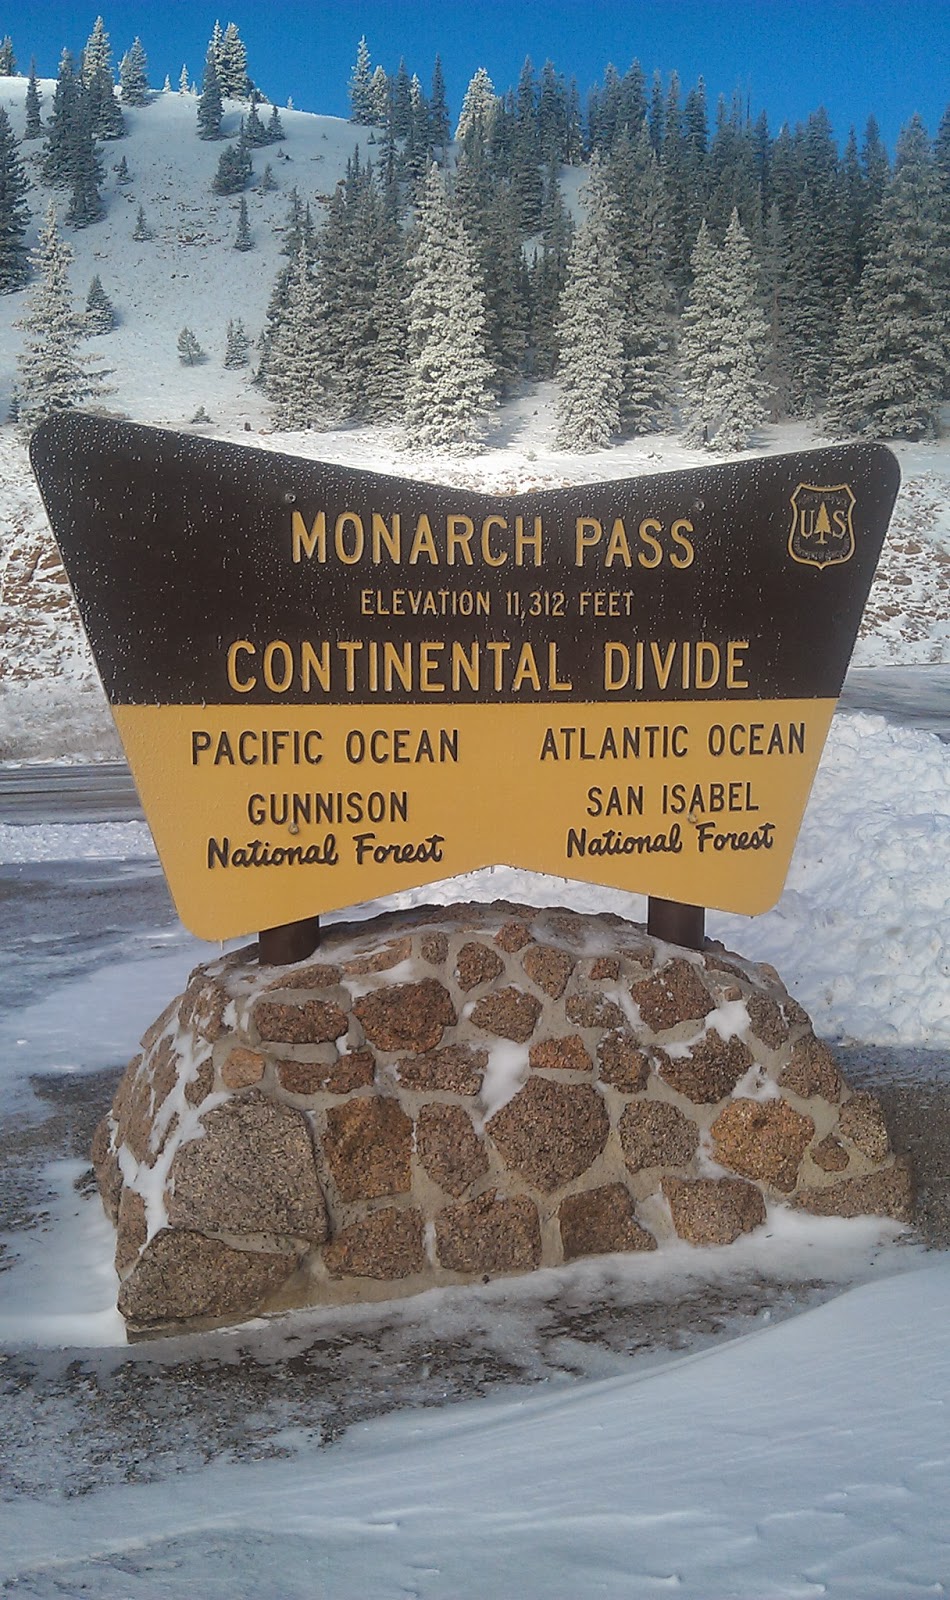 MONARCH PASS
U S
ELEVATION 11,312 FEET
CONTINENTAL DIVIDE
PACIFIC OCEAN
GUNNISON
National Forest
ATLANTIC OCEAN
SAN ISABEL
National Forest